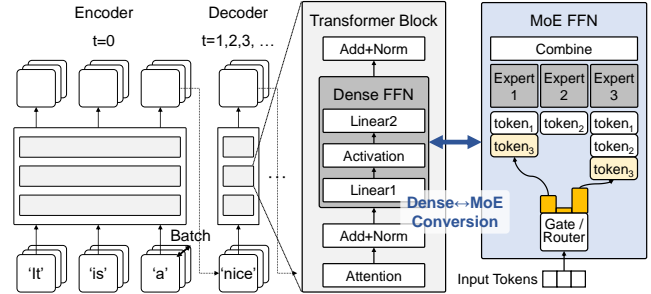 Encoder
t=0
Decoder
t=1,2,3, …
'It'
'is'
'a'
Batch
'nice'
…
Transformer Block
Add+Norm
Dense FFN
Linear2
Activation
Linear1
Add+Norm
Attention
Dense↔MoE
Conversion
MoE FFN
Combine
Expert
1
Expert
2
Expert
3
token₁
token₂
token₁
token₃
token₂
token₃
Gate /
Router
Input Tokens